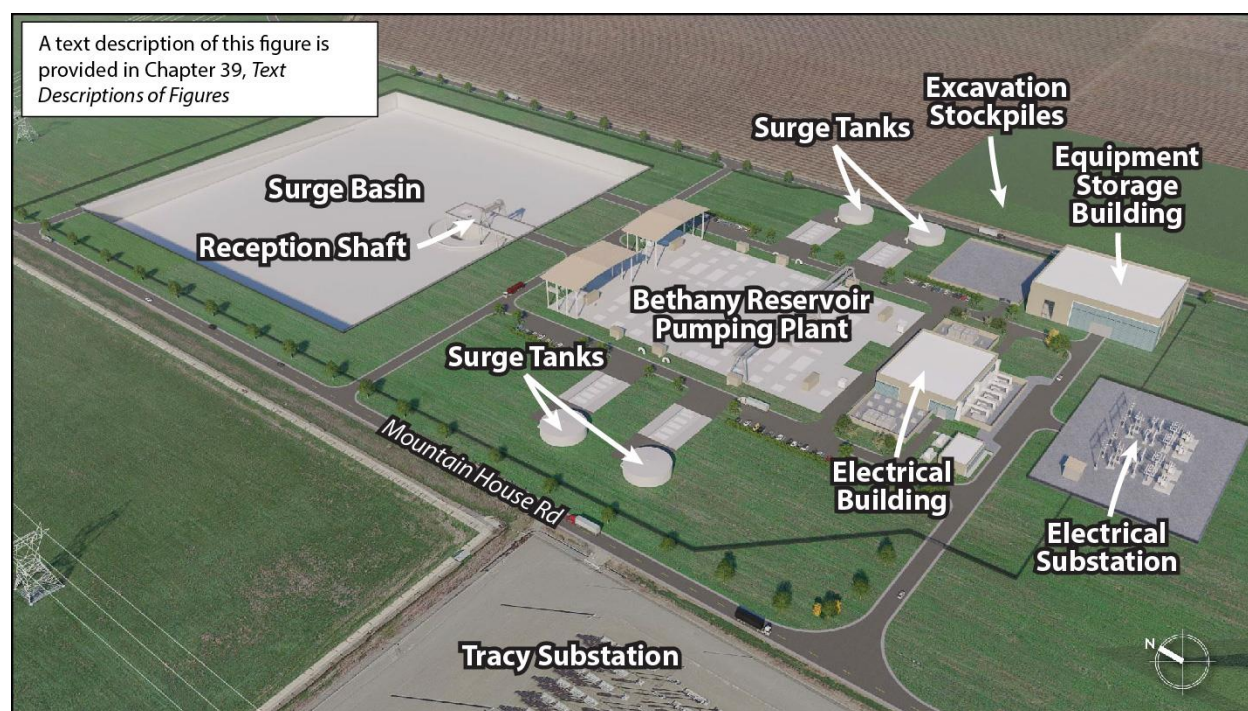 A text description of this figure is
provided in Chapter 39, Text
Descriptions of Figures
Excavation
Stockpiles
Surge Tanks
Equipment
Storage
Building
Surge Basin
Reception Shaft
Bethany Reservoir
Pumping Plant
Surge Tanks
Mountain House Rd
Electrical
Building
Electrical
Substation
Tracy Substation
N